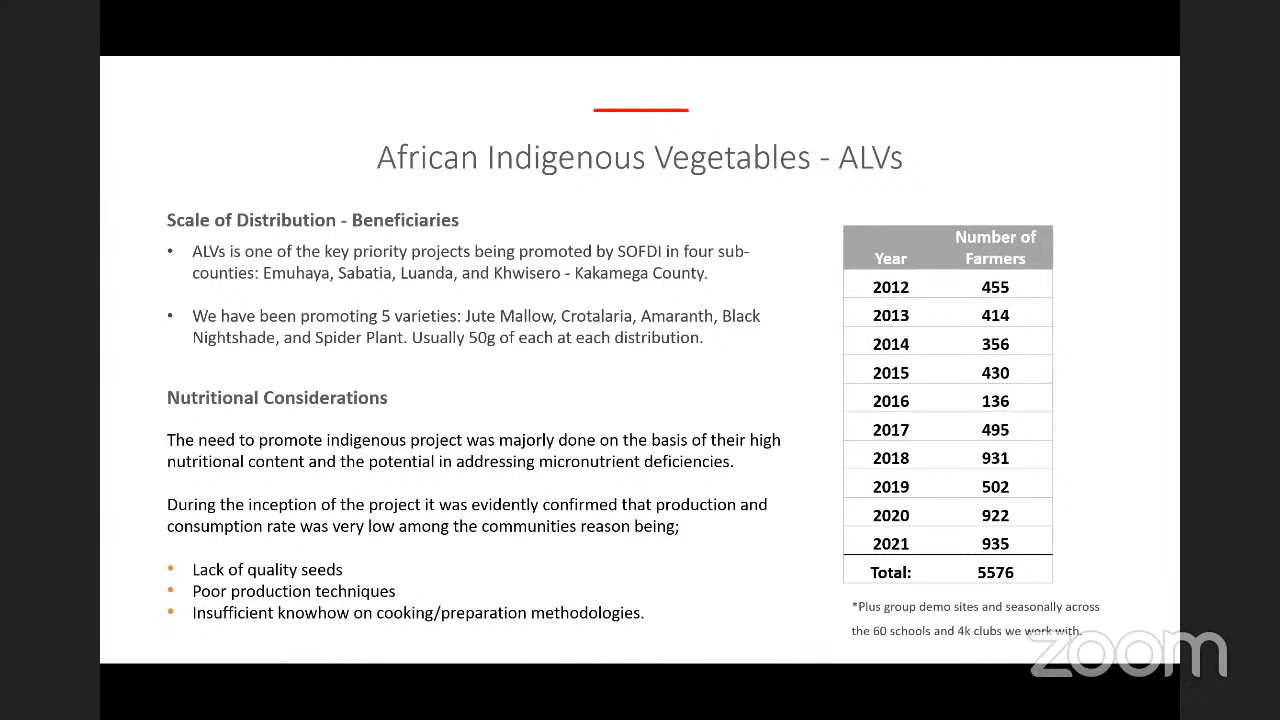 African Indigenous Vegetables - ALVs
Scale of Distribution - Beneficiaries
• ALVs is one of the key priority projects being promoted by SOFDI in four sub-
counties: Emuhaya, Sabatia, Luanda, and Khwisero - Kakamega County.
• We have been promoting 5 varieties: Jute Mallow, Crotalaria, Amaranth, Black
Nightshade, and Spider Plant. Usually 50g of each at each distribution.
Nutritional Considerations
The need to promote indigenous project was majorly done on the basis of their high
nutritional content and the potential in addressing micronutrient deficiencies.
During the inception of the project it was evidently confirmed that production and
consumption rate was very low among the communities reason being;
• Lack of quality seeds
• Poor production techniques
• Insufficient knowhow on cooking/preparation methodologies.
Year Number of Farmers
2012 455
2013 414
2014 356
2015 430
2016 136
2017 495
2018 931
2019 502
2020 922
2021 935
Total: 5576
*Plus group demo sites and seasonally across
the 60 schools and 4k clubs we work with.
zoom